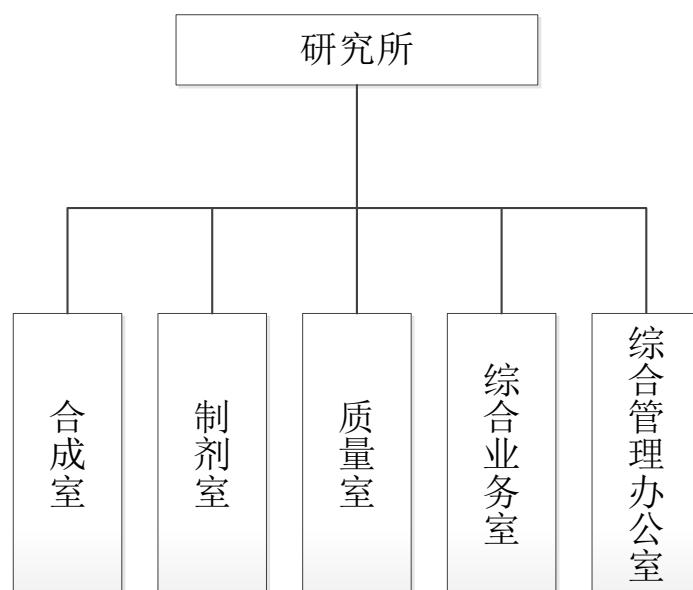 研究所
合成室
制剂室
质量室
综合业务室
综合管理办公室